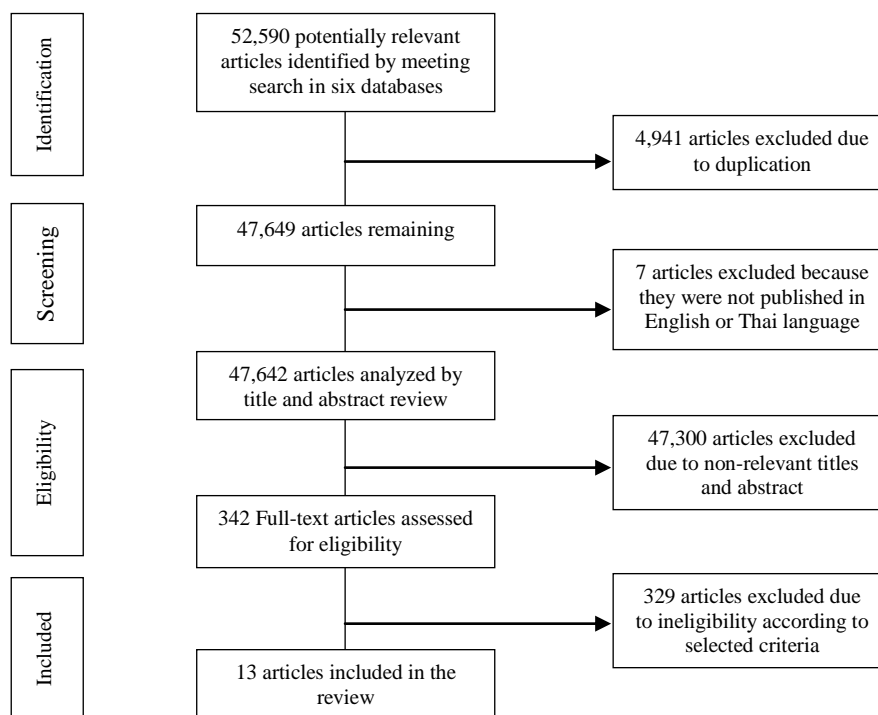 Identification
52,590 potentially relevant
articles identified by meeting
search in six databases
4,941 articles excluded due
to duplication
Screening
47,649 articles remaining
7 articles excluded because
they were not published in
English or Thai language
Eligibility
47,642 articles analyzed by
title and abstract review
47,300 articles excluded
due to non-relevant titles
and abstract
342 Full-text articles assessed
for eligibility
Included
329 articles excluded due
to ineligibility according to
selected criteria
13 articles included in the
review